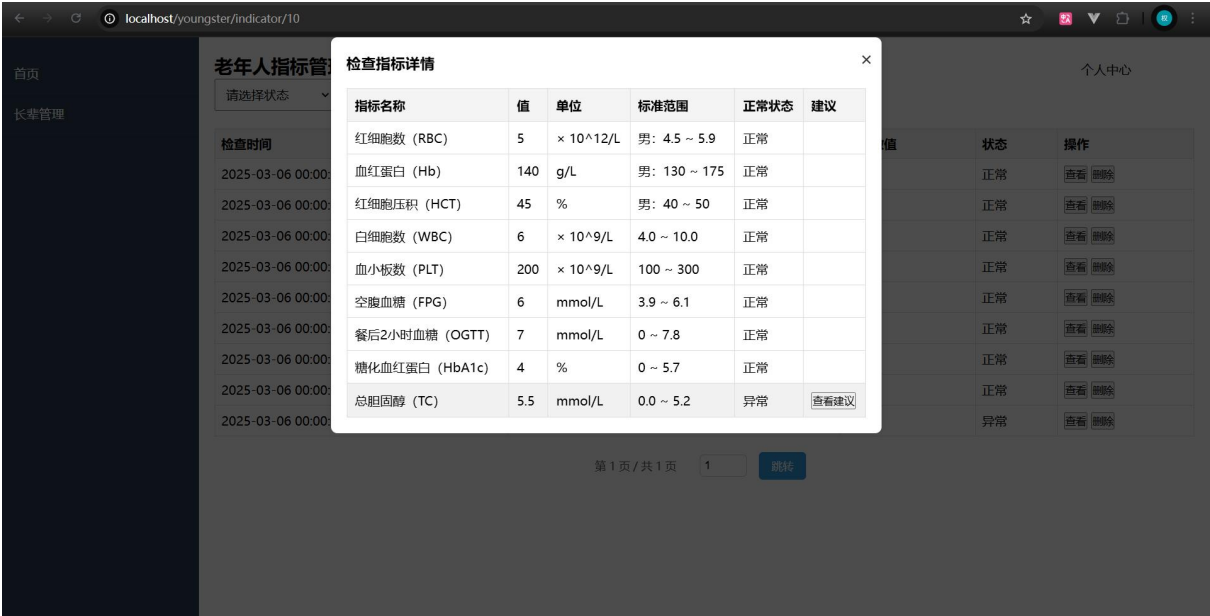 localhost/youngster/indicator/10
首页
长辈管理
老年人指标管
个人中心
请选择状态
检查时间 值 状态 操作
2025-03-06 00:00: 正常 查看 删除
2025-03-06 00:00: 正常 查看 删除
2025-03-06 00:00: 正常 查看 删除
2025-03-06 00:00: 正常 查看 删除
2025-03-06 00:00: 正常 查看 删除
2025-03-06 00:00: 正常 查看 删除
2025-03-06 00:00: 正常 查看 删除
2025-03-06 00:00: 正常 查看 删除
2025-03-06 00:00: 异常 查看 删除
检查指标详情 ×
指标名称 值 单位 标准范围 正常状态 建议
红细胞数（RBC） 5 × 10^12/L 男：4.5 ~ 5.9 正常
血红蛋白（Hb） 140 g/L 男：130 ~ 175 正常
红细胞压积（HCT） 45 % 男：40 ~ 50 正常
白细胞数（WBC） 6 × 10^9/L 4.0 ~ 10.0 正常
血小板数（PLT） 200 × 10^9/L 100 ~ 300 正常
空腹血糖（FPG） 6 mmol/L 3.9 ~ 6.1 正常
餐后2小时血糖（OGTT） 7 mmol/L 0 ~ 7.8 正常
糖化血红蛋白（HbA1c） 4 % 0 ~ 5.7 正常
总胆固醇（TC） 5.5 mmol/L 0.0 ~ 5.2 异常 查看建议
第 1 页 / 共 1 页 1 跳转